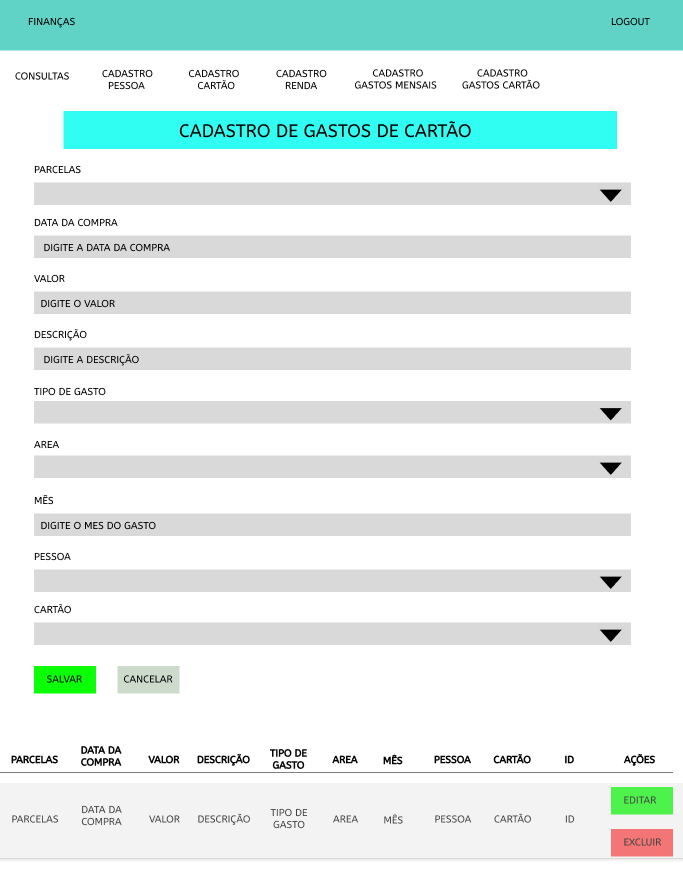 FINANÇAS LOGOUT
CONSULTAS CADASTRO PESSOA CADASTRO CARTÃO CADASTRO RENDA CADASTRO GASTOS MENSAIS CADASTRO GASTOS CARTÃO
CADASTRO DE GASTOS DE CARTÃO
PARCELAS
DATA DA COMPRA
DIGITE A DATA DA COMPRA
VALOR
DIGITE O VALOR
DESCRIÇÃO
DIGITE A DESCRIÇÃO
TIPO DE GASTO
AREA
MÊS
DIGITE O MES DO GASTO
PESSOA
CARTÃO
SALVAR CANCELAR
PARCELAS DATA DA COMPRA VALOR DESCRIÇÃO TIPO DE GASTO AREA MÊS PESSOA CARTÃO ID AÇÕES
PARCELAS DATA DA COMPRA VALOR DESCRIÇÃO TIPO DE GASTO AREA MÊS PESSOA CARTÃO ID EDITAR
EXCLUIR